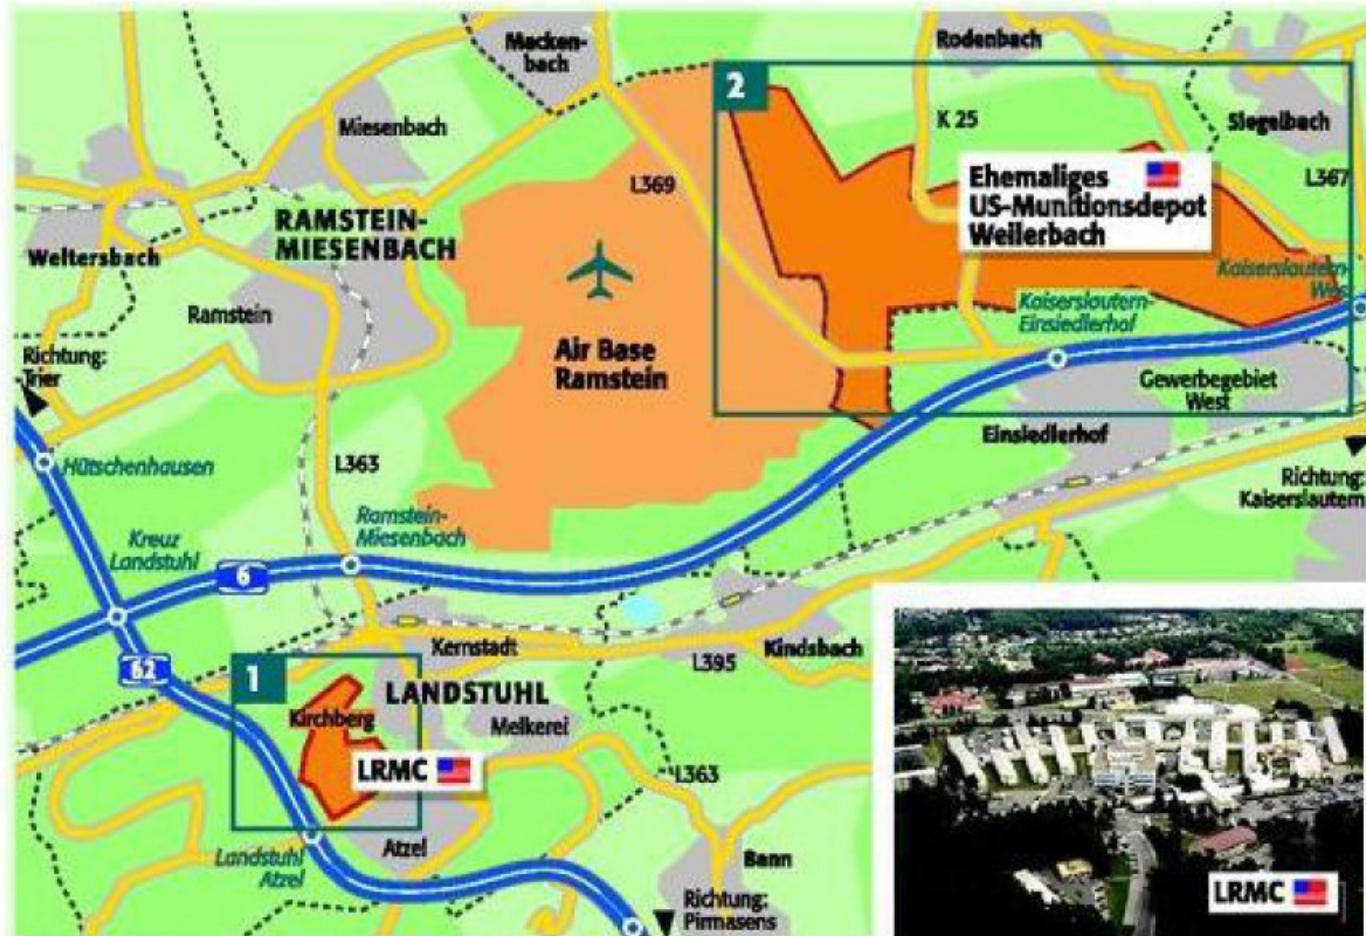 Macken-
bach
Rodenbach
2
Miesenbach
K 25
Siegelbach
L369
Ehemaliges
US-Munitionsdepot
Weilerbach
L367
RAMSTEIN-
MIESENBACH
Weltersbach
Kaiserslautern-
West
Ramstein
Kaiserslautern-
Einsiedlerhof
Air Base
Ramstein
Richtung:
Trier
Gewerbegebiet
West
Einsiedlerhof
Hütschenhausen
L363
Richtung:
Kaiserslautern
Ramstein-
Miesenbach
Kreuz
Landstuhl
6
Kernstadt
Kindsbach
L395
62
1
LANDSTUHL
Kirchberg
Melkerei
LRMC
L363
Landstuhl
Atzel
Atzel
Bann
Richtung:
Pirmasens
LRMC